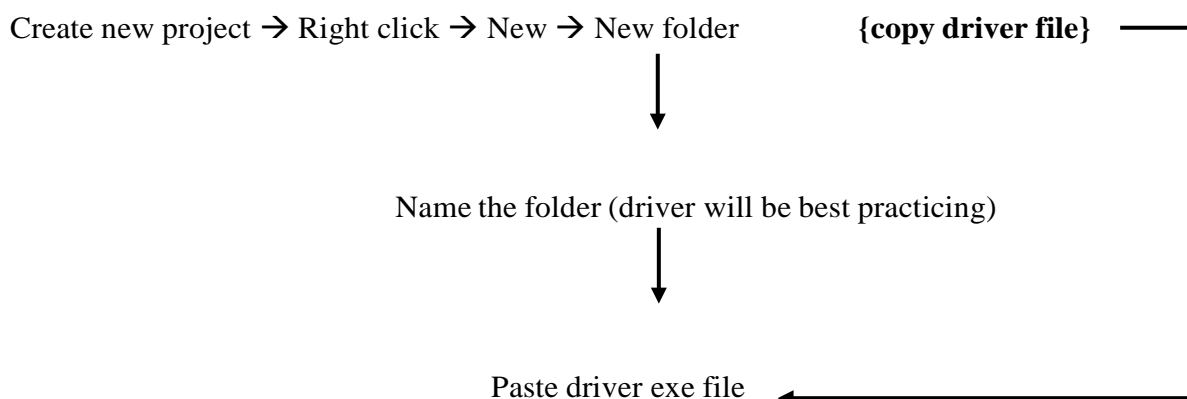 Create new project → Right click → New → New folder {copy driver file}
Name the folder (driver will be best practicing)
Paste driver exe file